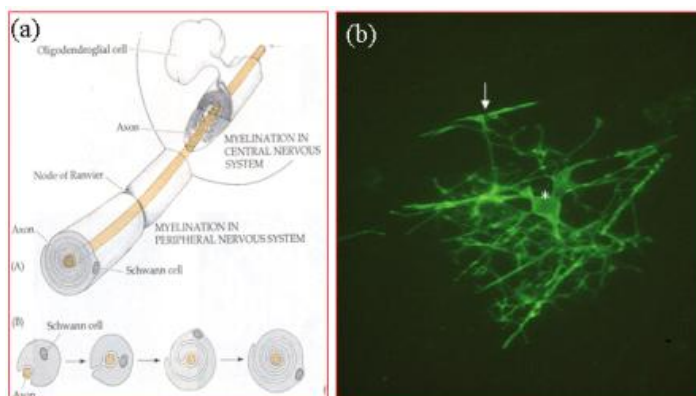 (a)
Oligodendroglial cell
Axon
MYELINATION IN
CENTRAL NERVOUS
SYSTEM
Node of Ranvier
MYELINATION IN
PERIPHERAL NERVOUS SYSTEM
Axon
(A)
Schwann cell
(B)
Schwann cell
Axon
(b)
*